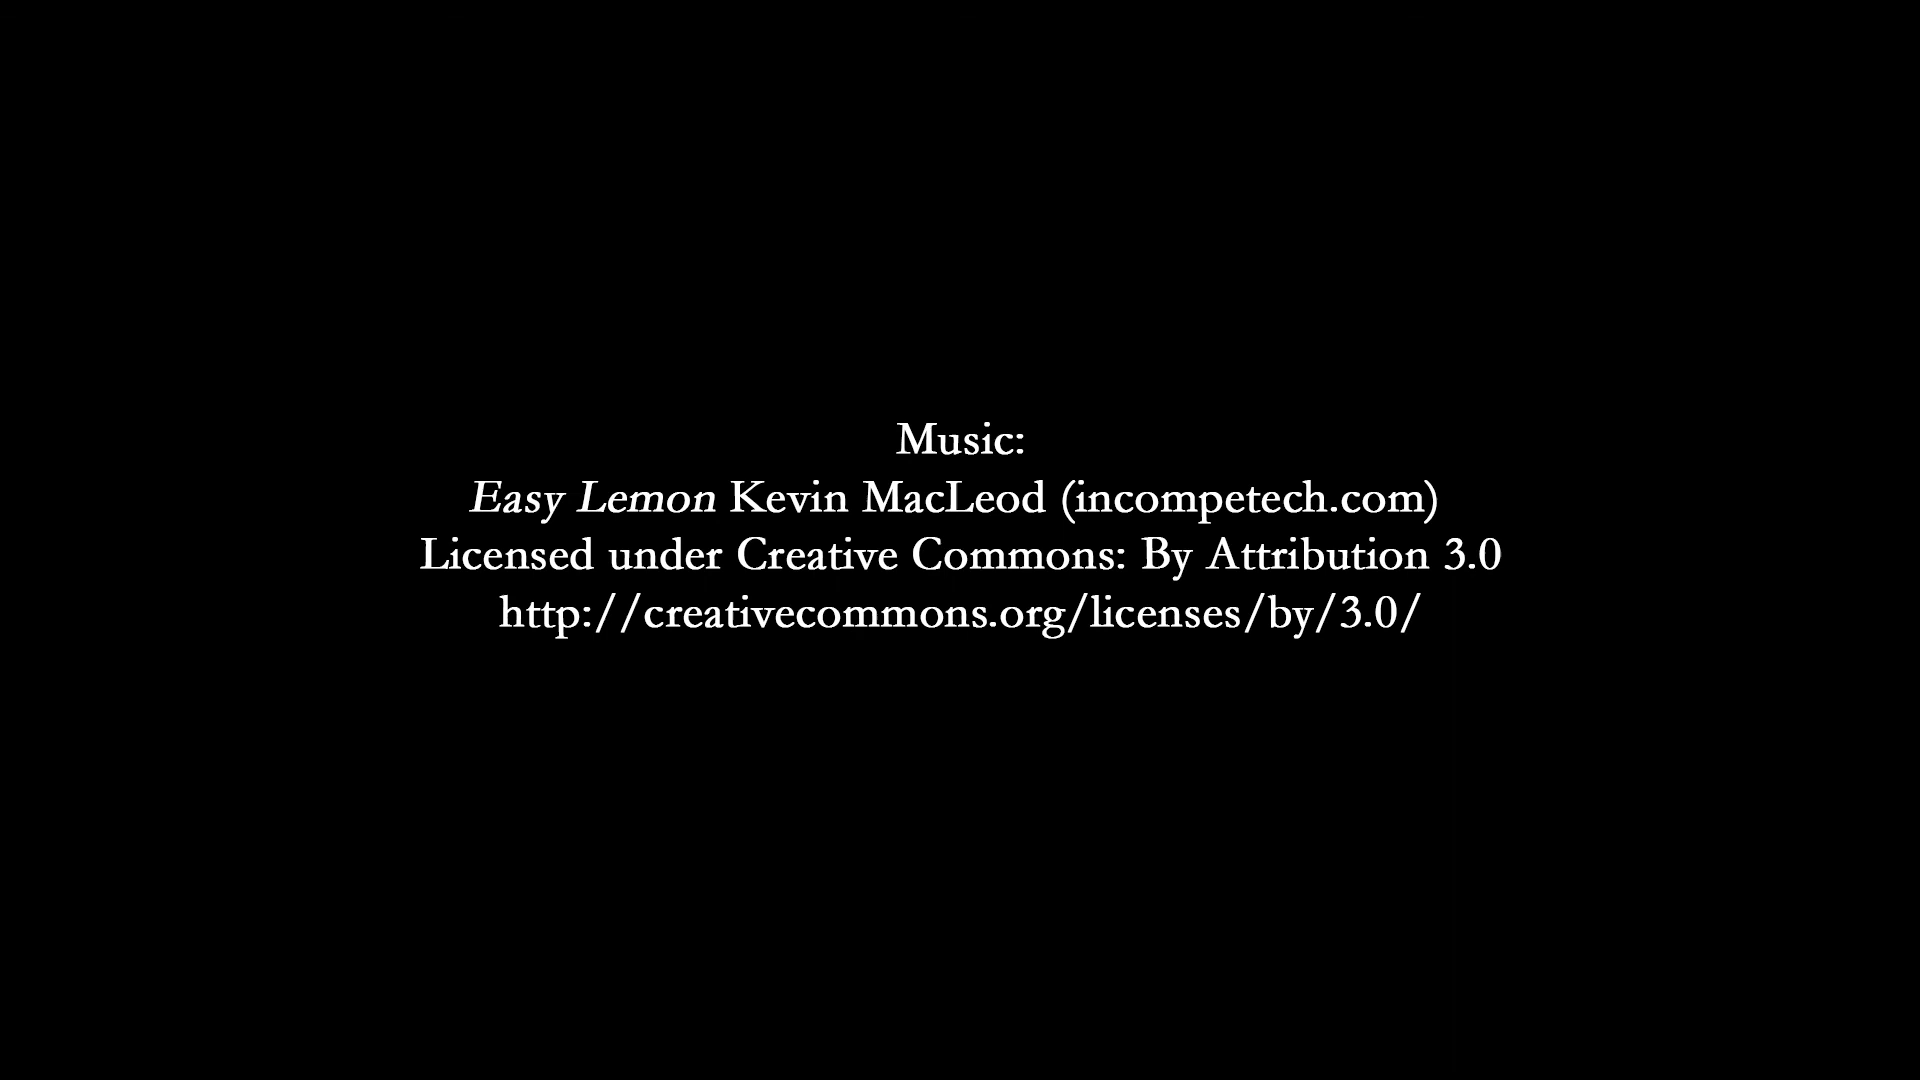 Music:
Easy Lemon Kevin MacLeod (incompetech.com)
Licensed under Creative Commons: By Attribution 3.0
http://creativecommons.org/licenses/by/3.0/